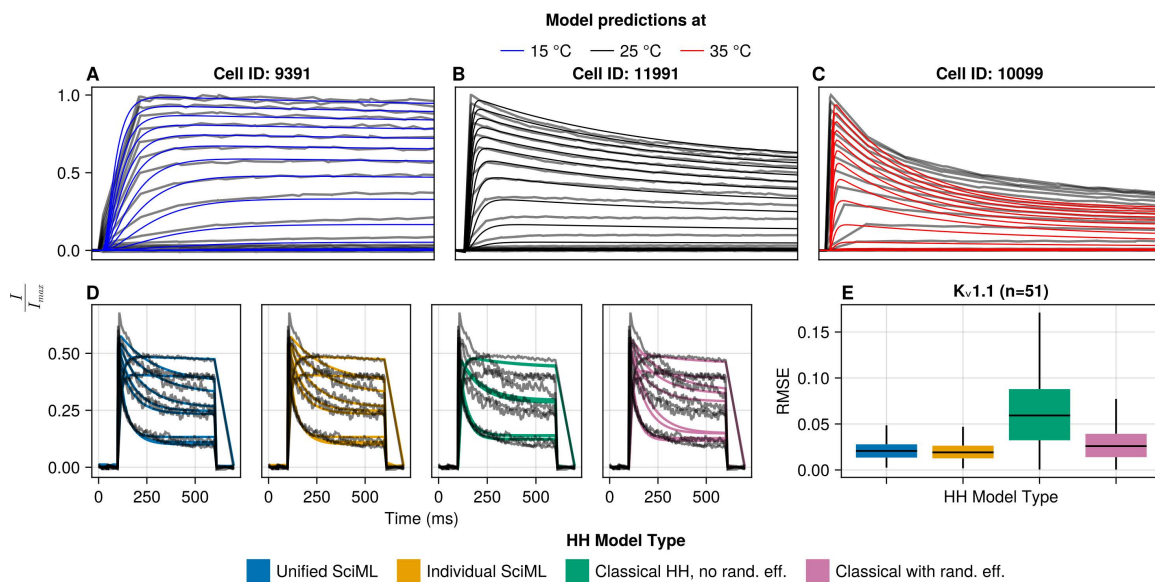 Model predictions at
15 °C 25 °C 35 °C
A Cell ID: 9391 B Cell ID: 11991 C Cell ID: 10099
1.0
0.5
0.0
I
I_max
D
0.50
0.25
0.00
0 250 500 0 250 500 0 250 500 0 250 500
Time (ms)
E Kᵥ1.1 (n=51)
RMSE
0.15
0.10
0.05
0.00
HH Model Type
HH Model Type
Unified SciML Individual SciML Classical HH, no rand. eff. Classical with rand. eff.